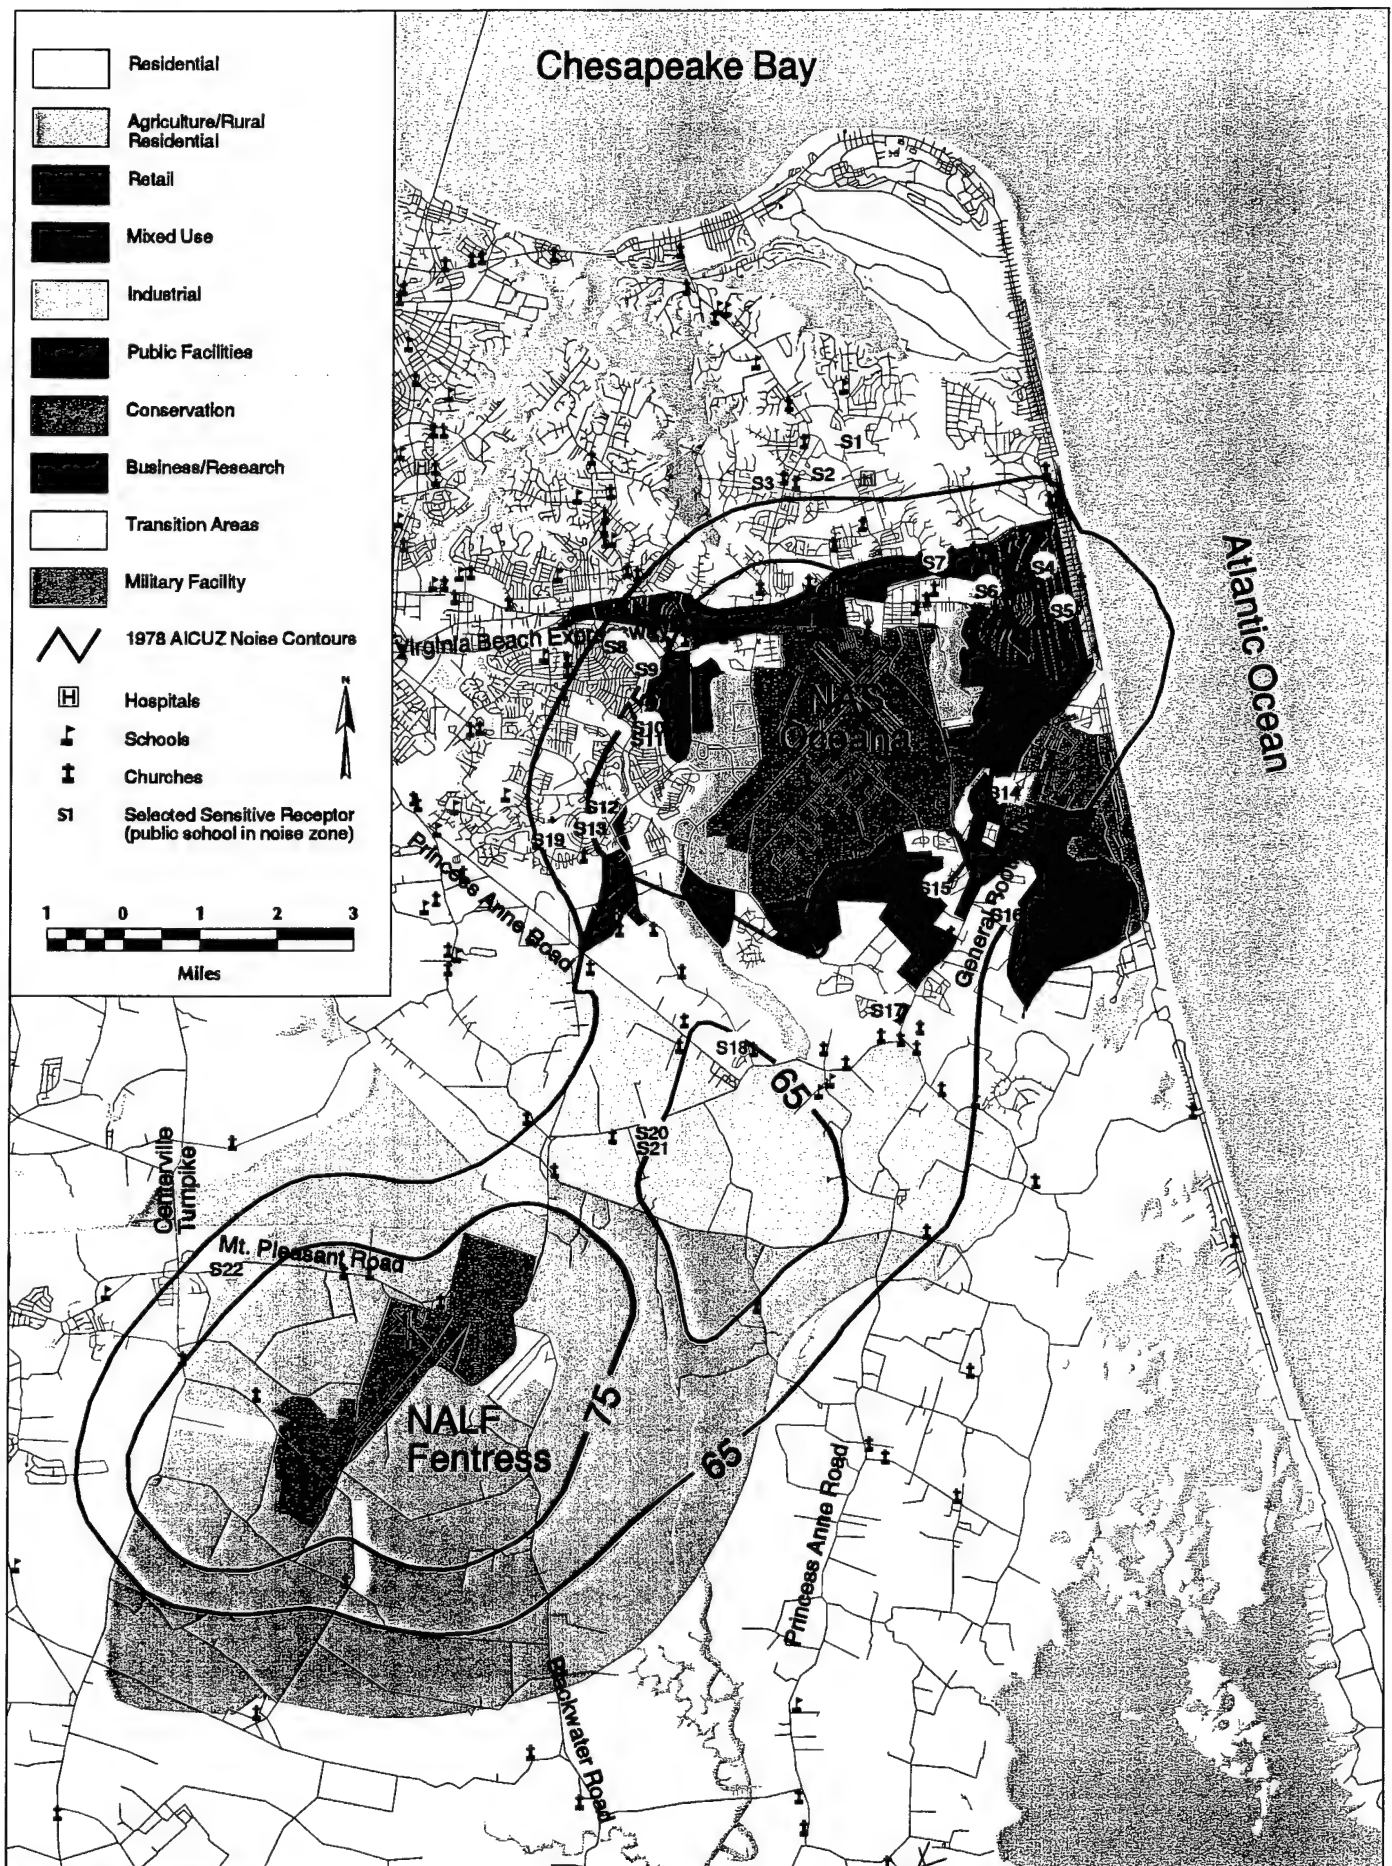 Residential
Agriculture/Rural
Residential
Retail
Mixed Use
Industrial
Public Facilities
Conservation
Business/Research
Transition Areas
Military Facility
1978 AICUZ Noise Contours
H Hospitals
Schools
Churches
S1 Selected Sensitive Receptor
(public school in noise zone)
N
1 0 1 2 3
Miles
Chesapeake Bay
Atlantic Ocean
H
H
S1
S2
S3
H
S7
S4
S6
S5
Virginia Beach
S8
S9
S10
S11
NAS
Oceana
S12
S13
S19
S14
S15
S16
Princess Anne Road
General Booth
S17
S18
65
S20
S21
Centerville
Turnpike
Mt. Pleasant Road
S22
75
NALF
Fentress
65
Princess Anne Road
Backwater Road